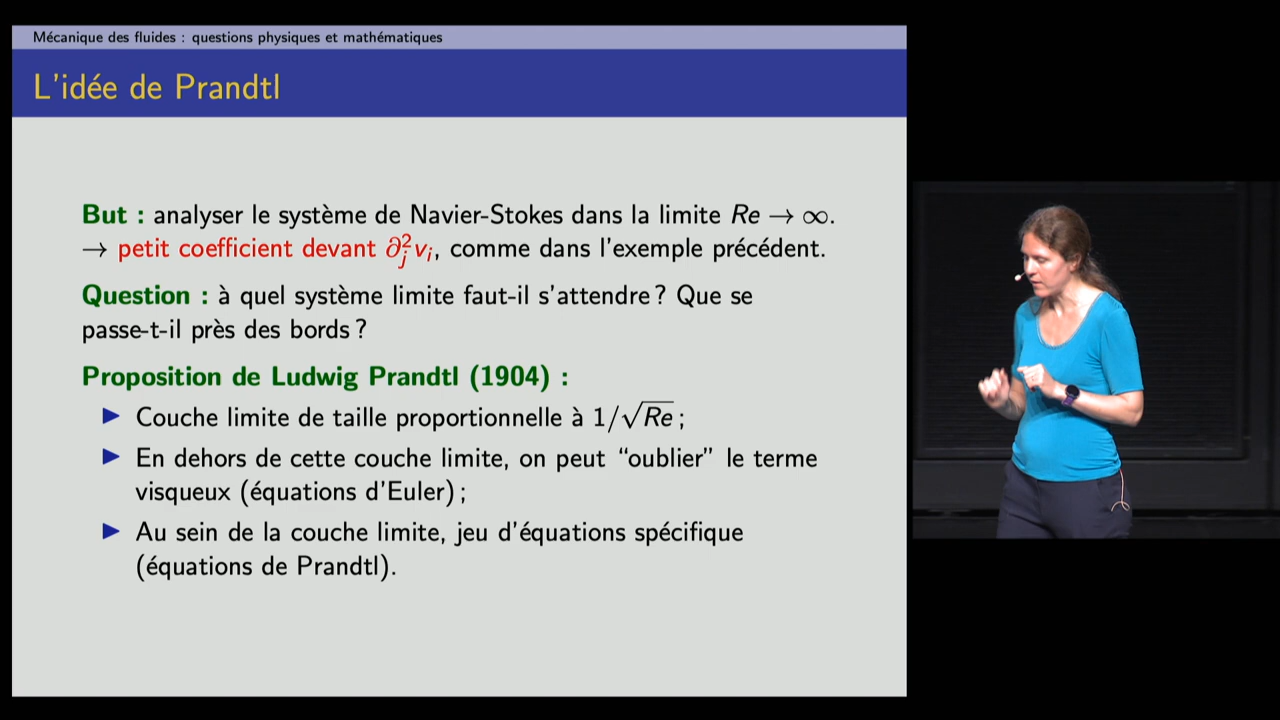 Mécanique des fluides : questions physiques et mathématiques
L'idée de Prandtl
But : analyser le système de Navier-Stokes dans la limite Re → ∞.
→ petit coefficient devant ∂²ⱼvᵢ, comme dans l'exemple précédent.
Question : à quel système limite faut-il s'attendre ? Que se
passe-t-il près des bords ?
Proposition de Ludwig Prandtl (1904) :
▶ Couche limite de taille proportionnelle à 1/√Re ;
▶ En dehors de cette couche limite, on peut “oublier” le terme
visqueux (équations d'Euler) ;
▶ Au sein de la couche limite, jeu d'équations spécifique
(équations de Prandtl).